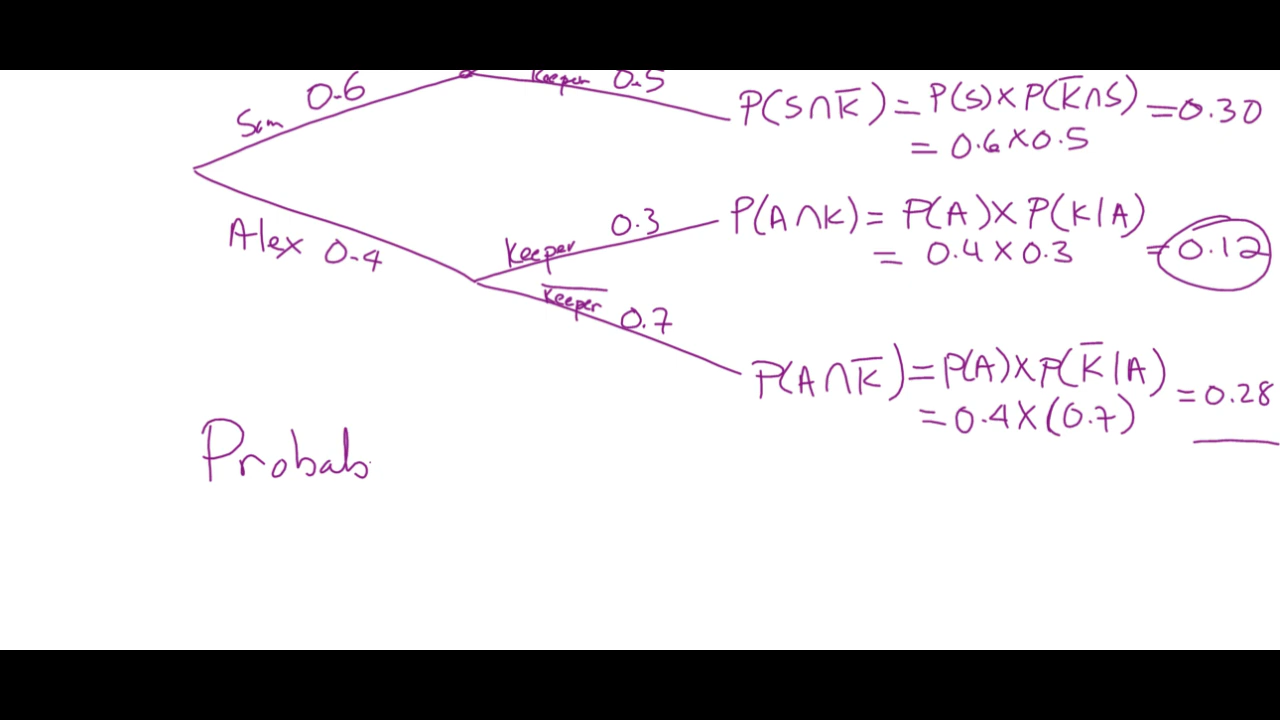 Keeper 0.5
Sam 0.6
P(S∩K̅) = P(S)×P(K̅∩S) = 0.30
= 0.6×0.5
Alex 0.4
Keeper 0.3
P(A∩K) = P(A)×P(K|A)
= 0.4×0.3 = 0.12
K̅e̅e̅p̅e̅r̅ 0.7
P(A∩K̅) = P(A)×P(K̅|A) = 0.28
= 0.4×(0.7)
Probab